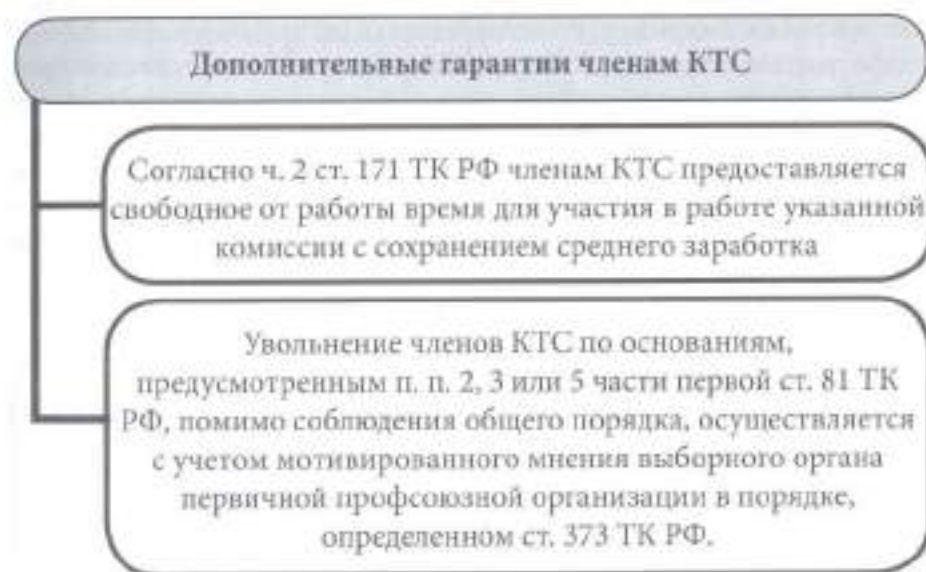 Дополнительные гарантии членам КТС
Согласно ч. 2 ст. 171 ТК РФ членам КТС предоставляется
свободное от работы время для участия в работе указанной
комиссии с сохранением среднего заработка
Увольнение членов КТС по основаниям,
предусмотренным п. п. 2, 3 или 5 части первой ст. 81 ТК
РФ, помимо соблюдения общего порядка, осуществляется
с учетом мотивированного мнения выборного органа
первичной профсоюзной организации в порядке,
определенном ст. 373 ТК РФ.